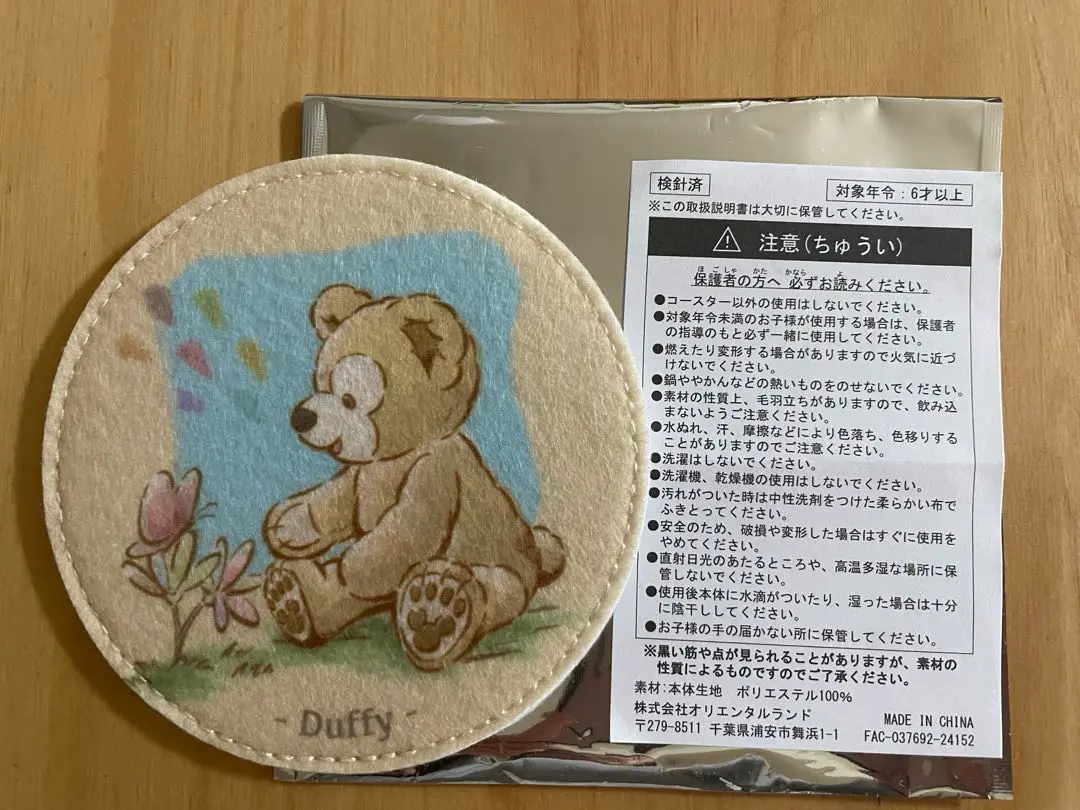 - Duffy -
検針済
対象年令：6才以上
※この取扱説明書は大切に保管してください。
⚠ 注意(ちゅうい)
保護者の方へ 必ずお読みください。
●コースター以外の使用はしないでください。
●対象年令未満のお子様が使用する場合は、保護者
の指導のもと必ず一緒に使用してください。
●燃えたり変形する場合がありますので火気に近づ
けないでください。
●鍋ややかんなどの熱いものをのせないでください。
●素材の性質上、毛羽立ちがありますので、飲み込
まないようご注意ください。
●水ぬれ、汗、摩擦などにより色落ち、色移りする
ことがありますのでご注意ください。
●洗濯はしないでください。
●洗濯機、乾燥機の使用はしないでください。
●汚れがついた時は中性洗剤をつけた柔らかい布で
ふきとってください。
●安全のため、破損や変形した場合はすぐに使用を
やめてください。
●直射日光のあたるところや、高温多湿な場所に保
管しないでください。
●使用後本体に水滴がついたり、湿った場合は十分
に陰干ししてください。
●お子様の手の届かない所に保管してください。
※黒い筋や点が見られることがありますが、素材の
性質によるものですのでご了承ください。
素材:本体生地 ポリエステル100%
株式会社オリエンタルランド
〒279-8511 千葉県浦安市舞浜1-1
MADE IN CHINA
FAC-037692-24152